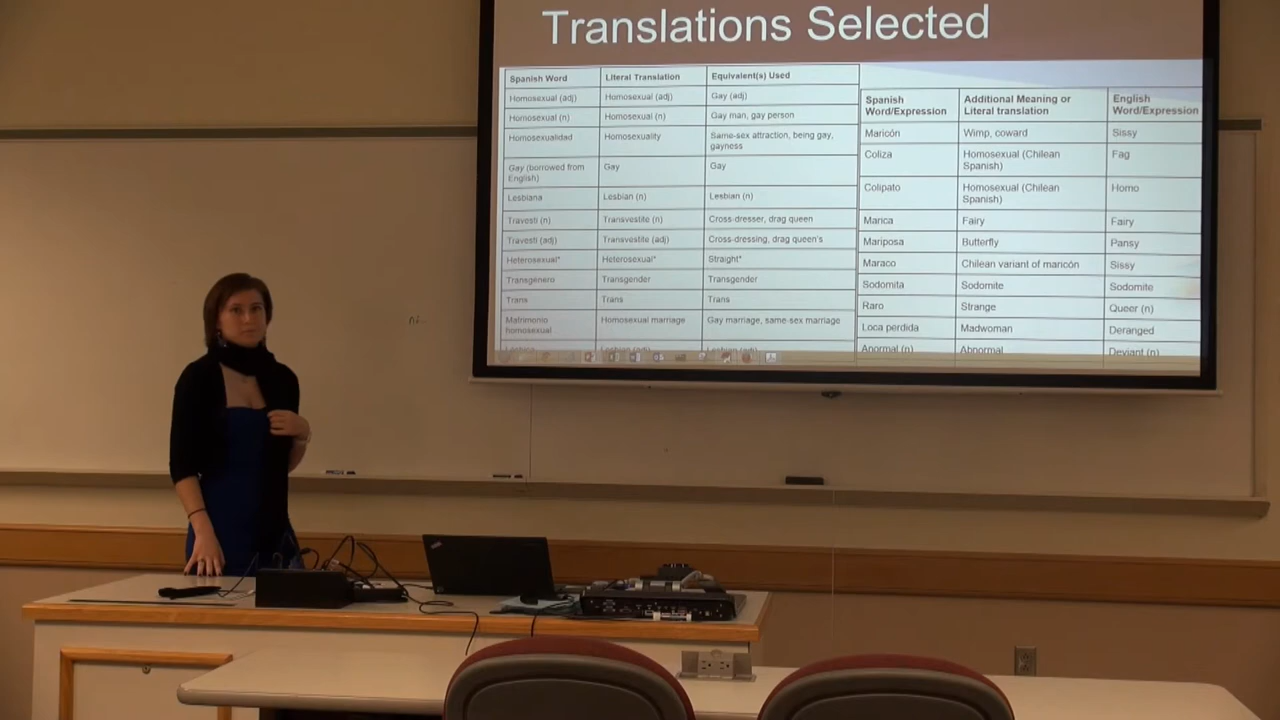 Translations Selected
Spanish Word Literal Translation Equivalent(s) Used
Homosexual (adj) Homosexual (adj) Gay (adj)
Homosexual (n) Homosexual (n) Gay man, gay person
Homosexualidad Homosexuality Same-sex attraction, being gay,
gayness
Gay (borrowed from Gay Gay
English)
Lesbiana Lesbian (n) Lesbian (n)
Travesti (n) Transvestite (n) Cross-dresser, drag queen
Travesti (adj) Transvestite (adj) Cross-dressing, drag queen's
Heterosexual* Heterosexual* Straight*
Transgénero Transgender Transgender
Trans Trans Trans
Matrimonio Homosexual marriage Gay marriage, same-sex marriage
homosexual
Spanish Additional Meaning or English
Word/Expression Literal translation Word/Expression
Maricón Wimp, coward Sissy
Coliza Homosexual (Chilean Fag
Spanish)
Colipato Homosexual (Chilean Homo
Spanish)
Marica Fairy Fairy
Mariposa Butterfly Pansy
Maraco Chilean variant of maricón Sissy
Sodomita Sodomite Sodomite
Raro Strange Queer (n)
Loca perdida Madwoman Deranged
Anormal (n) Abnormal Deviant (n)